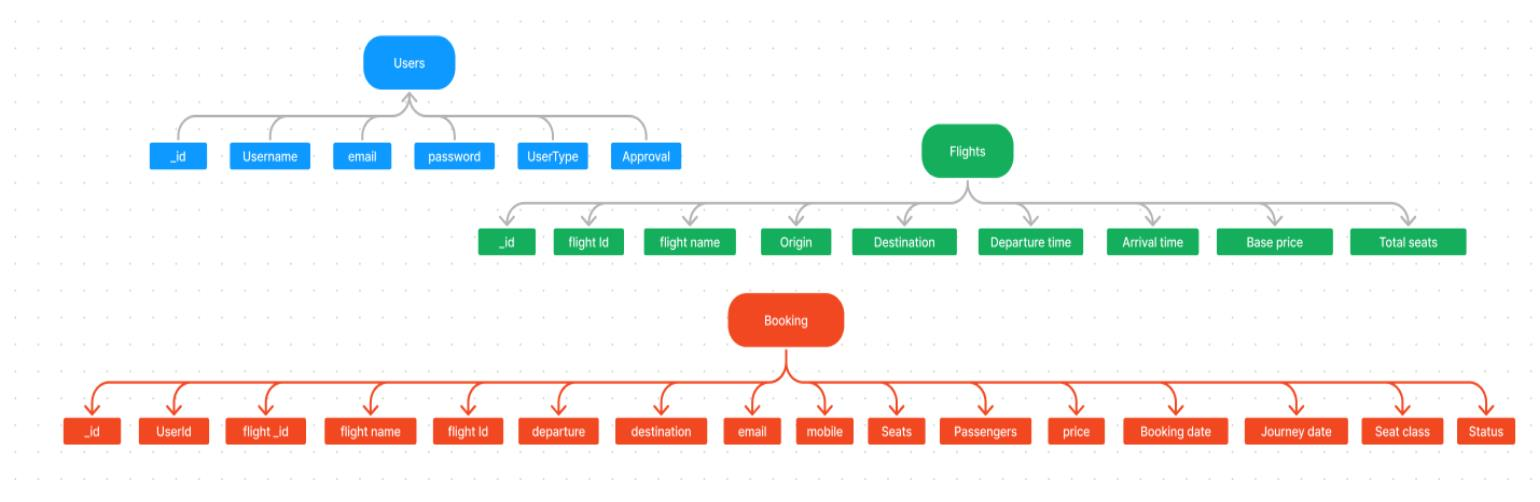 Users
_id Username email password UserType Approval
Flights
_id flight Id flight name Origin Destination Departure time Arrival time Base price Total seats
Booking
_id UserId flight _id flight name flight Id departure destination email mobile Seats Passengers price Booking date Journey date Seat class Status